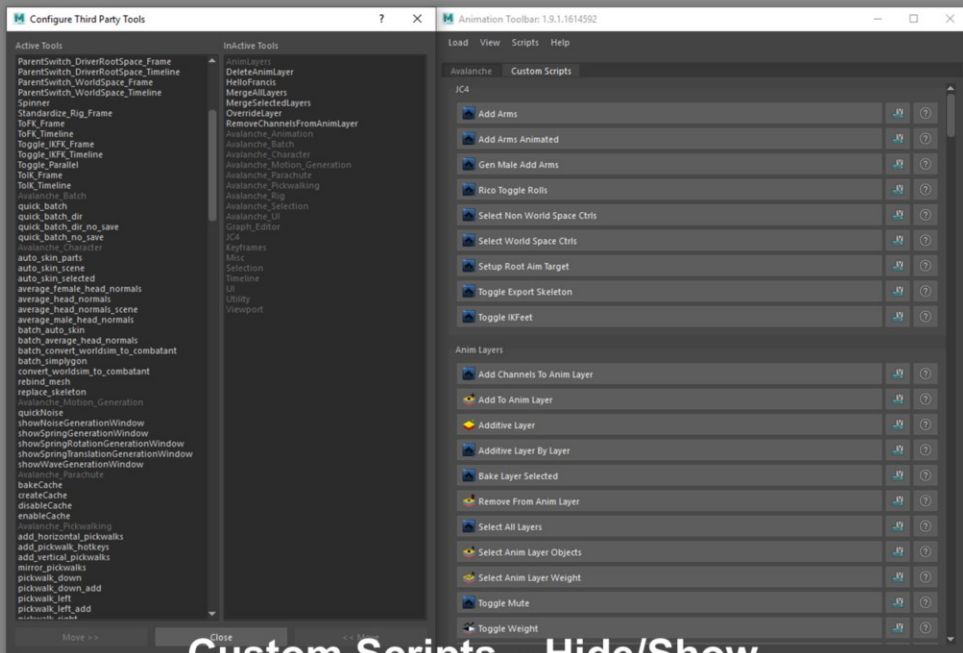 Configure Third Party Tools
?
Active Tools
ParentSwitch_DriverRootSpace_Frame
ParentSwitch_DriverRootSpace_Timeline
ParentSwitch_WorldSpace_Frame
ParentSwitch_WorldSpace_Timeline
Spinner
Standardize_Rig_Frame
ToFK_Frame
ToFK_Timeline
Toggle_IKFK_Frame
Toggle_IKFK_Timeline
Toggle_Parallel
ToIK_Frame
ToIK_Timeline
Avalanche_Batch
quick_batch
quick_batch_dir
quick_batch_dir_no_save
quick_batch_no_save
Avalanche_Character
auto_skin_parts
auto_skin_scene
auto_skin_selected
average_female_head_normals
average_head_normals
average_head_normals_scene
average_male_head_normals
batch_auto_skin
batch_average_head_normals
batch_convert_worldsim_to_combatant
batch_simplygon
convert_worldsim_to_combatant
rebind_mesh
replace_skeleton
Avalanche_Motion_Generation
quickNoise
showNoiseGenerationWindow
showSpringGenerationWindow
showSpringRotationGenerationWindow
showSpringTranslationGenerationWindow
showWaveGenerationWindow
Avalanche_Parachute
bakeCache
createCache
disableCache
enableCache
Avalanche_Pickwalking
add_horizontal_pickwalks
add_pickwalk_hotkeys
add_vertical_pickwalks
mirror_pickwalks
pickwalk_down
pickwalk_down_add
pickwalk_left
pickwalk_left_add
InActive Tools
AnimLayers
DeleteAnimLayer
HelloFrancis
MergeAllLayers
MergeSelectedLayers
OverrideLayer
RemoveChannelsFromAnimLayer
Avalanche_Animation
Avalanche_Batch
Avalanche_Character
Avalanche_Motion_Generation
Avalanche_Parachute
Avalanche_Pickwalking
Avalanche_Rig
Avalanche_Selection
Avalanche_UI
Graph_Editor
JC4
Keyframes
Misc
Selection
Timeline
UI
Utility
Viewport
Move >>
Close
Animation Toolbar: 1.9.1.1614592
Load View Scripts Help
Avalanche Custom Scripts
JC4
Add Arms
Add Arms Animated
Gen Male Add Arms
Rico Toggle Rolls
Select Non World Space Ctrls
Select World Space Ctrls
Setup Root Aim Target
Toggle Export Skeleton
Toggle IKFeet
Anim Layers
Add Channels To Anim Layer
Add To Anim Layer
Additive Layer
Additive Layer By Layer
Bake Layer Selected
Remove From Anim Layer
Select All Layers
Select Anim Layer Objects
Select Anim Layer Weight
Toggle Mute
Toggle Weight
Custom Scripts - Hide/Show